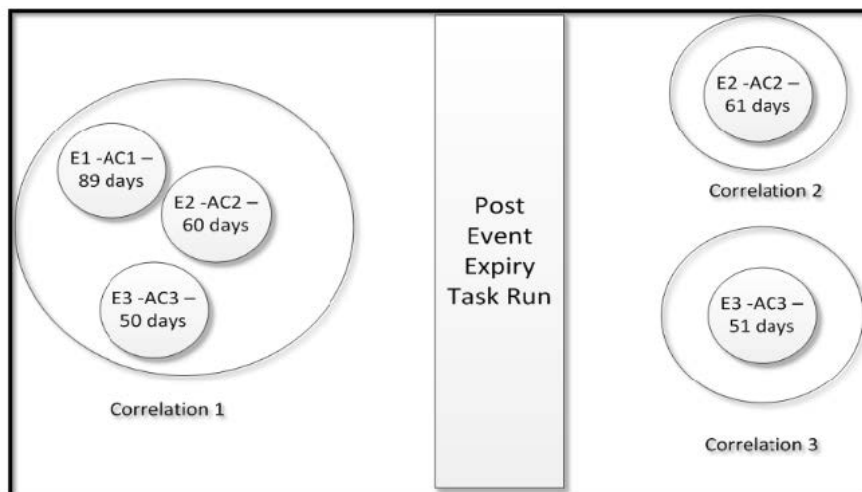 E1 -AC1 –
89 days
E2 -AC2 –
60 days
E3 -AC3 –
50 days
Correlation 1
Post
Event
Expiry
Task Run
E2 -AC2 –
61 days
Correlation 2
E3 -AC3 –
51 days
Correlation 3